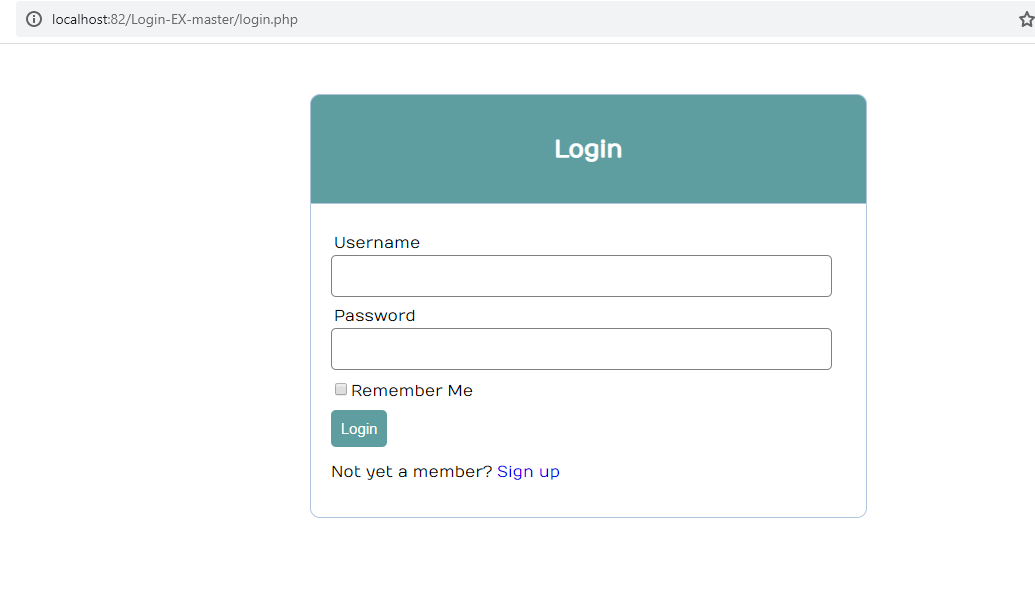 localhost:82/Login-EX-master/login.php
Login
Username
Password
Remember Me
Login
Not yet a member? Sign up